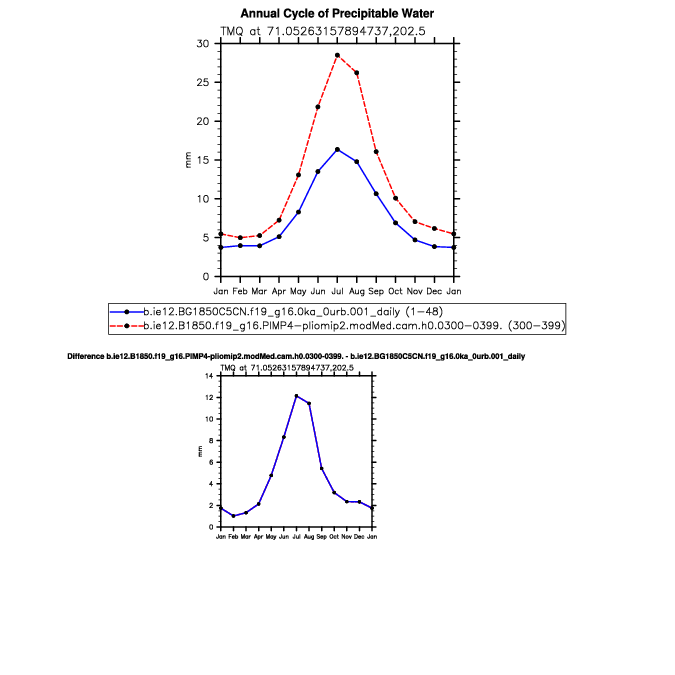 Annual Cycle of Precipitable Water
TMQ at 71.05263157894737,202.5
30
25
20
15
10
5
0
mm
Jan Feb Mar Apr May Jun Jul Aug Sep Oct Nov Dec Jan
b.ie12.BG1850C5CN.f19_g16.0ka_0urb.001_daily (1-48)
b.ie12.B1850.f19_g16.PIMP4-pliomip2.modMed.cam.h0.0300-0399. (300-399)
Difference b.ie12.B1850.f19_g16.PIMP4-pliomip2.modMed.cam.h0.0300-0399. - b.ie12.BG1850C5CN.f19_g16.0ka_0urb.001_daily
TMQ at 71.05263157894737,202.5
14
12
10
8
6
4
2
0
mm
Jan Feb Mar Apr May Jun Jul Aug Sep Oct Nov Dec Jan